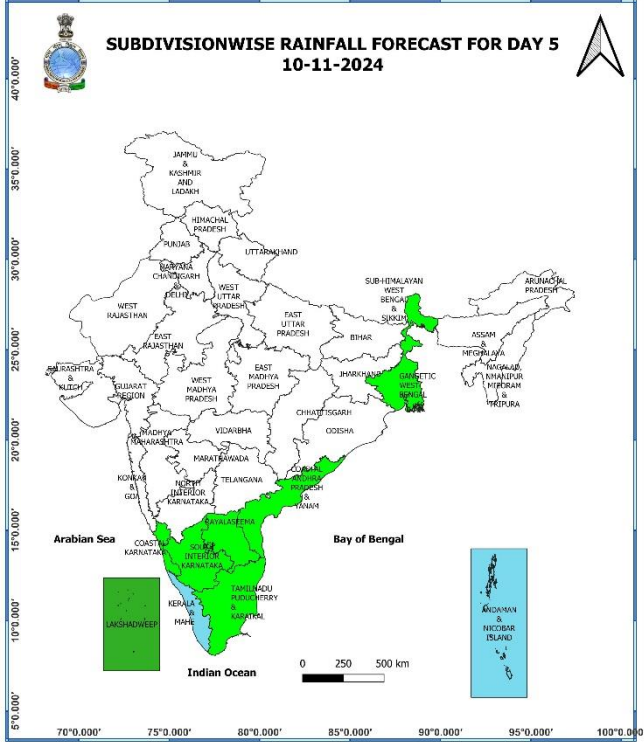 SUBDIVISIONWISE RAINFALL FORECAST FOR DAY 5
10-11-2024
40°0.000'
35°0.000'
30°0.000'
25°0.000'
20°0.000'
15°0.000'
10°0.000'
5°0.000'
JAMMU
&
KASHMIR
AND
LADAKH
HIMACHAL
PRADESH
PUNJAB
UTTARAKHAND
HARYANA
CHANDIGARH
&
DELHI
WEST
UTTAR
PRADESH
SUB-HIMALAYAN
WEST
BENGAL
&
SIKKIM
ARUNACHAL
PRADESH
WEST
RAJASTHAN
EAST
RAJASTHAN
EAST
UTTAR
PRADESH
BIHAR
ASSAM
&
MEGHALAYA
NAGALAD
NMANIPUR
MIZORAM
&
TRIPURA
SAURASHTRA
&
KUTCH
GUJARAT
REGION
WEST
MADHYA
PRADESH
EAST
MADHYA
PRADESH
JHARKHAND
GANGETIC
WEST
BENGAL
CHHATTISGARH
ODISHA
MADHYA
MAHARASHTRA
VIDARBHA
MARATHWADA
TELANGANA
COASTAL
ANDHRA
PRADESH
&
YANAM
KONKAN
&
GOA
NORTH
INTERIOR
KARNATAKA
RAYALASEEMA
Arabian Sea
COASTAL
KARNATAKA
SOUTH
INTERIOR
KARNATAKA
Bay of Bengal
LAKSHADWEEP
KERALA
&
MAHE
TAMILNADU
PUDUCHERRY
&
KARAIKAL
ANDAMAN
&
NICOBAR
ISLAND
Indian Ocean
0 250 500 km
70°0.000' 75°0.000' 80°0.000' 85°0.000' 90°0.000' 95°0.000' 100°0.000'